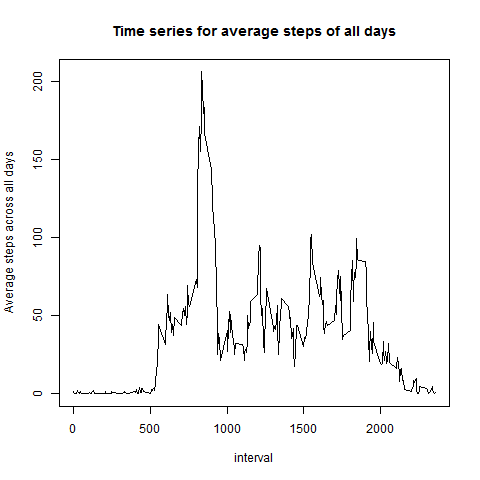 Time series for average steps of all days
Average steps across all days
200
150
100
50
0
0 500 1000 1500 2000
interval